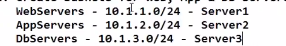 WebServers - 10.1.1.0/24 - Server1
AppServers - 10.1.2.0/24 - Server2
DbServers - 10.1.3.0/24 - Server3